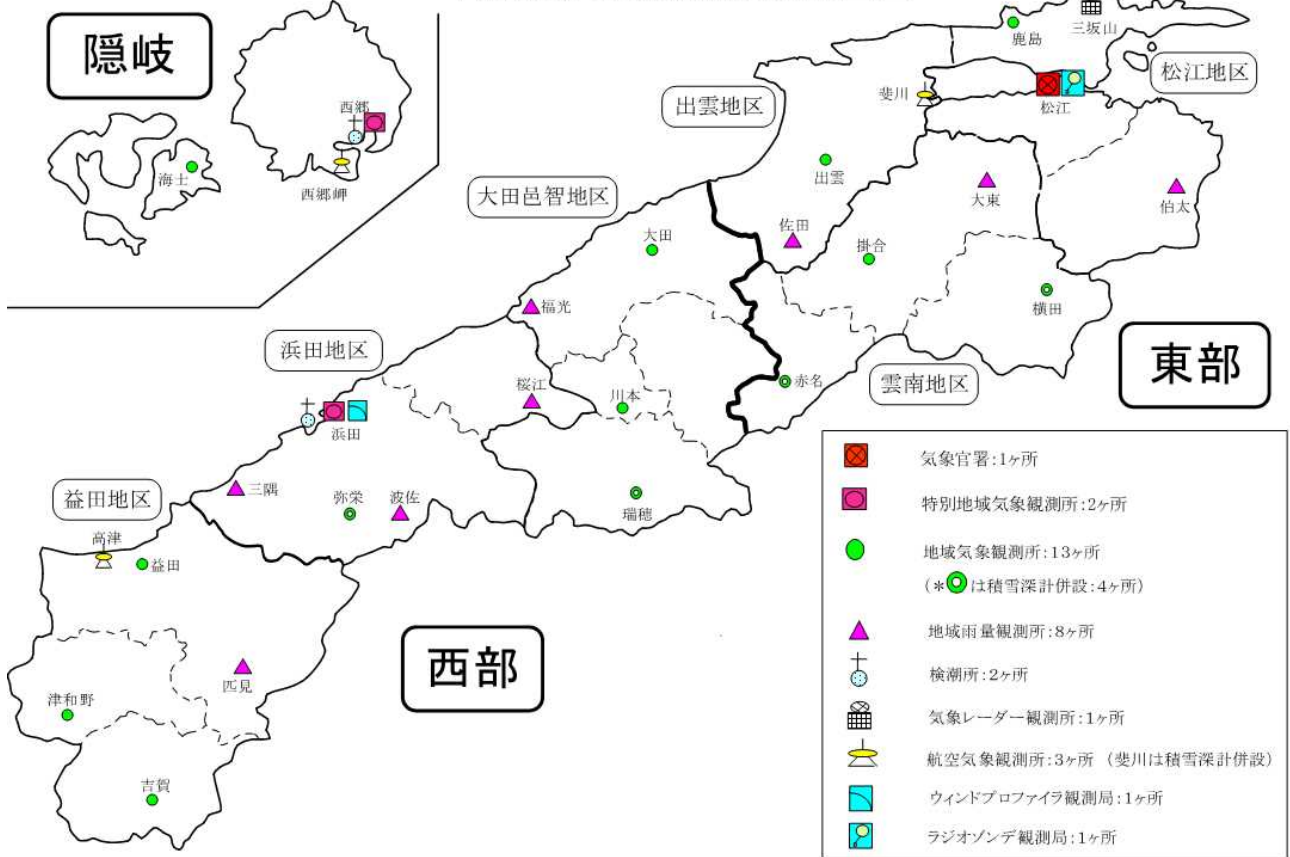 隠岐
西郷
海士
西郷岬
鹿島
三坂山
松江地区
出雲地区
斐川
松江
出雲
大東
伯太
大田邑智地区
大田
佐田
掛合
横田
福光
東部
浜田地区
桜江
川本
赤名
雲南地区
浜田
三隅
弥栄
波佐
瑞穂
益田地区
高津
益田
西部
匹見
津和野
吉賀
気象官署:1ヶ所
特別地域気象観測所:2ヶ所
地域気象観測所:13ヶ所
(*は積雪深計併設:4ヶ所)
地域雨量観測所:8ヶ所
検潮所:2ヶ所
気象レーダー観測所:1ヶ所
航空気象観測所:3ヶ所 (斐川は積雪深計併設)
ウィンドプロファイラ観測局:1ヶ所
ラジオゾンデ観測局:1ヶ所